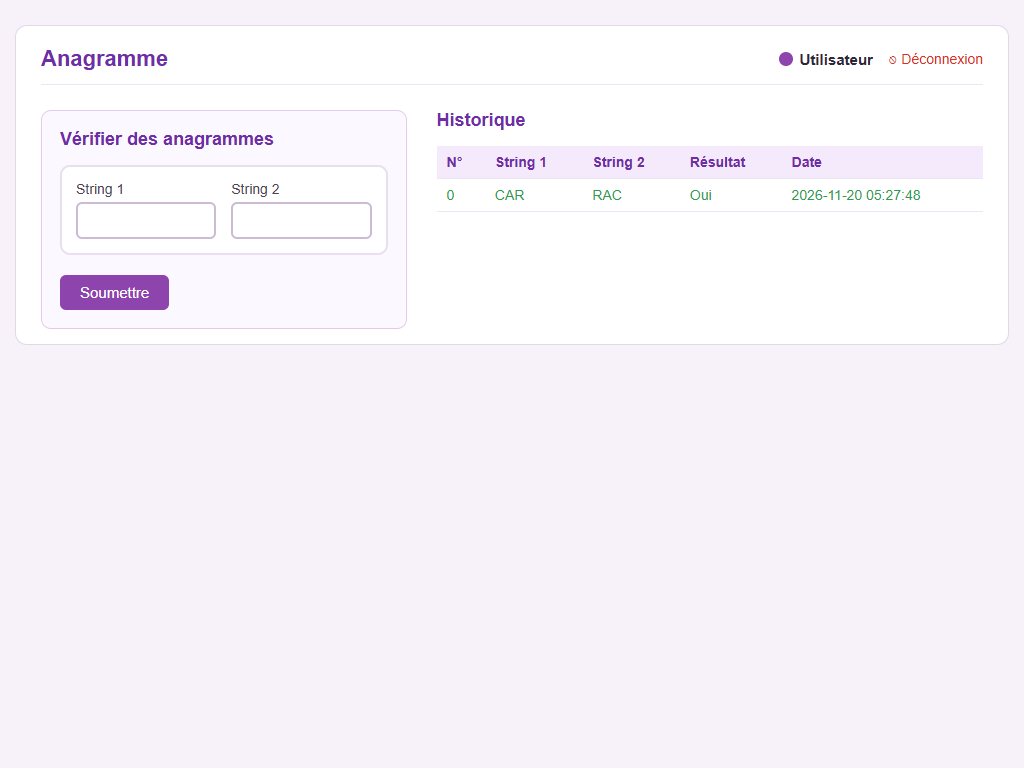 Anagramme
Utilisateur Déconnexion
Vérifier des anagrammes
String 1 String 2
Soumettre
Historique
N° String 1 String 2 Résultat Date
0 CAR RAC Oui 2026-11-20 05:27:48